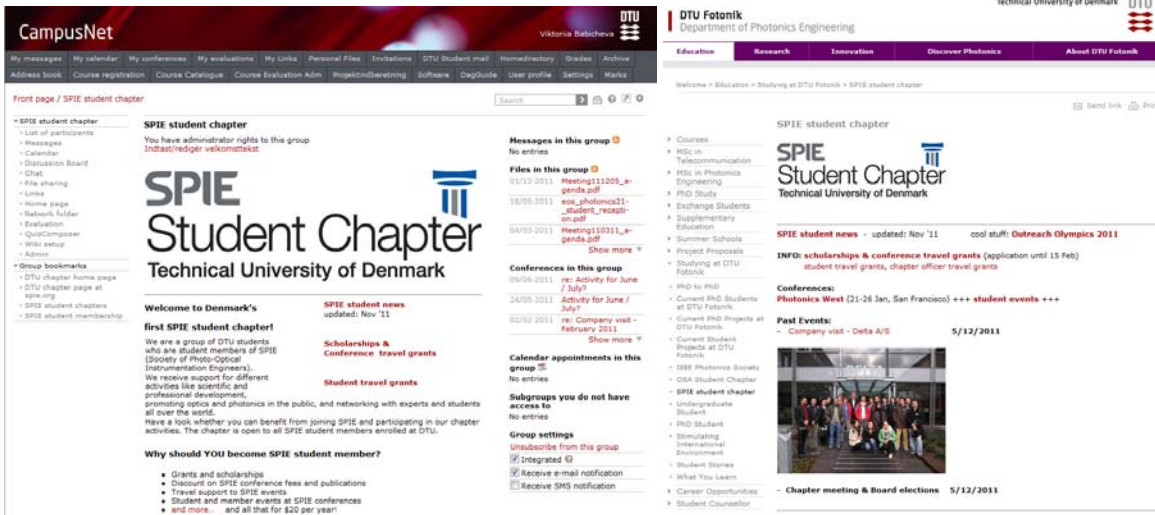 CampusNet
DTU
Viktoriia Babicheva
My messages My calendar My conferences My evaluations My Links Personal Files Invitations DTU Student mail Homedirectory Grades Archive
Address book Course registration Course Catalogue Course Evaluation Adm Projektindberetning Software DagGuide User profile Settings Marks
Front page / SPIE student chapter
Search
SPIE student chapter
List of participants
Messages
Calendar
Discussion Board
Chat
File sharing
Links
Home page
Network folder
Evaluation
QuizComposer
Wiki setup
Admin
Group bookmarks
DTU chapter home page
DTU chapter page at
spie.org
SPIE student chapters
SPIE student membership
SPIE student chapter
You have administrator rights to this group
Indtast/redigér velkomsttekst
SPIE
Student Chapter
Technical University of Denmark
Welcome to Denmark's
first SPIE student chapter!
We are a group of DTU students
who are student members of SPIE
(Society of Photo-Optical
Instrumentation Engineers).
We receive support for different
activities like scientific and
professional development,
promoting optics and photonics in the public, and networking with experts and students
all over the world.
Have a look whether you can benefit from joining SPIE and participating in our chapter
activities. The chapter is open to all SPIE student members enrolled at DTU.
SPIE student news
updated: Nov '11
Scholarships &
Conference travel grants
Student travel grants
Why should YOU become SPIE student member?
Grants and scholarships
Discount on SPIE conference fees and publications
Travel support to SPIE events
Student and member events at SPIE conferences
and more.. and all that for $20 per year!
Messages in this group
No entries
Files in this group
01/12-2011 Meeting111205_a-
genda.pdf
18/05-2011 eos_photonics21-
_student_recepti-
on.pdf
04/03-2011 Meeting110311_a-
genda.pdf
Show more
Conferences in this group
09/06-2011 re: Activity for June
/ July?
24/05-2011 Activity for June /
July?
02/02-2011 re: Company visit -
February 2011
Show more
Calendar appointments in this
group
No entries
Subgroups you do not have
access to
No entries
Group settings
Unsubscribe from this group
Integrated
Receive e-mail notification
Receive SMS notification
Technical University of Denmark
DTU
DTU Fotonik
Department of Photonics Engineering
Education Research Innovation Discover Photonics About DTU Fotonik
Welcome > Education > Studying at DTU Fotonik > SPIE student chapter
Send link Prin
Courses
MSc in
Telecommunication
MSc in Photonics
Engineering
PhD Study
Exchange Students
Supplementary
Education
Summer Schools
Project Proposals
Studying at DTU
Fotonik
PhD to PhD
Current PhD Students
at DTU Fotonik
Current PhD Projects at
DTU Fotonik
Current Student
Projects at DTU
Fotonik
IEEE Photonics Society
OSA Student Chapter
SPIE student chapter
Undergraduate
Student
PhD Student
Stimulating
International
Environment
Student Stories
What You Learn
Career Opportunities
Student Counsellor
SPIE student chapter
SPIE
Student Chapter
Technical University of Denmark
SPIE student news - updated: Nov '11 cool stuff: Outreach Olympics 2011
INFO: scholarships & conference travel grants (application until 15 Feb)
student travel grants, chapter officer travel grants
Conferences:
Photonics West (21-26 Jan, San Francisco) +++ student events +++
Past Events:
- Company visit - Delta A/S 5/12/2011
- Chapter meeting & Board elections 5/12/2011